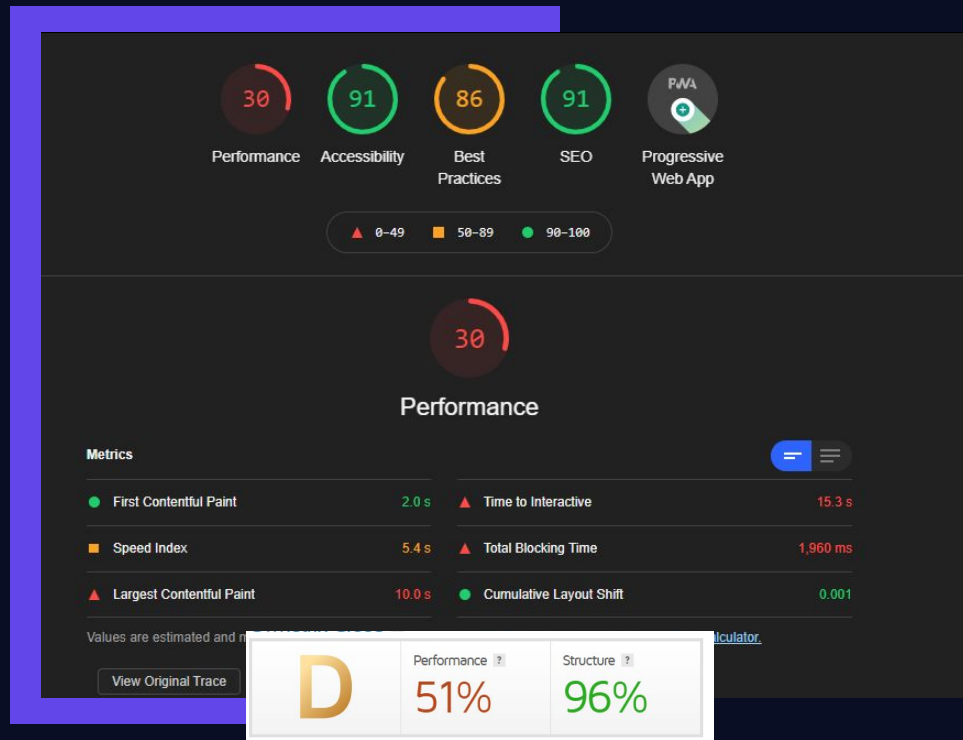 30
91
86
91
PWA
Performance
Accessibility
Best
Practices
SEO
Progressive
Web App
0–49
50–89
90–100
30
Performance
Metrics
First Contentful Paint 2.0 s
Time to Interactive 15.3 s
Speed Index 5.4 s
Total Blocking Time 1,960 ms
Largest Contentful Paint 10.0 s
Cumulative Layout Shift 0.001
Values are estimated and
View Original Trace
D
Performance ?
51%
Structure ?
96%